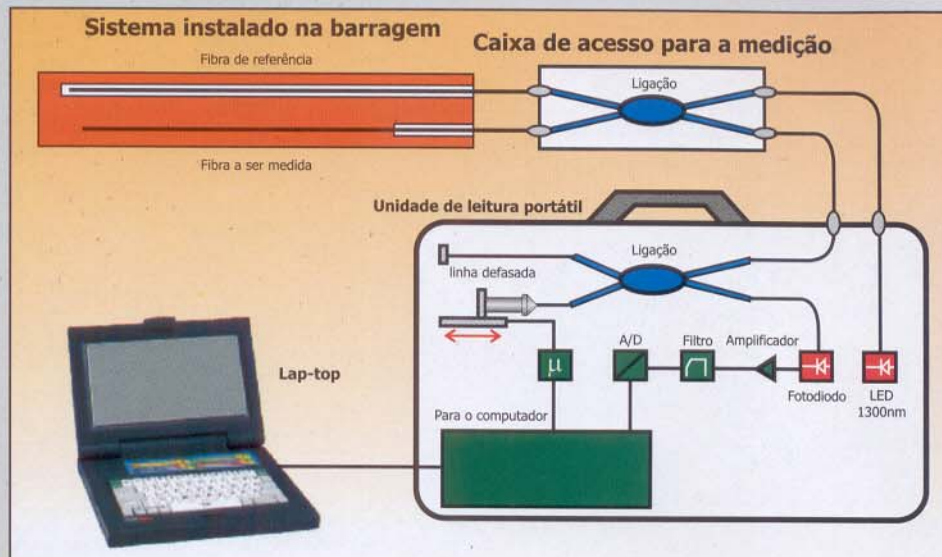 Sistema instalado na barragem
Fibra de referência
Fibra a ser medida
Caixa de acesso para a medição
Ligação
Unidade de leitura portátil
Ligação
linha defasada
A/D
Filtro
Amplificador
µ
Fotodiodo
LED
1300nm
Para o computador
Lap-top